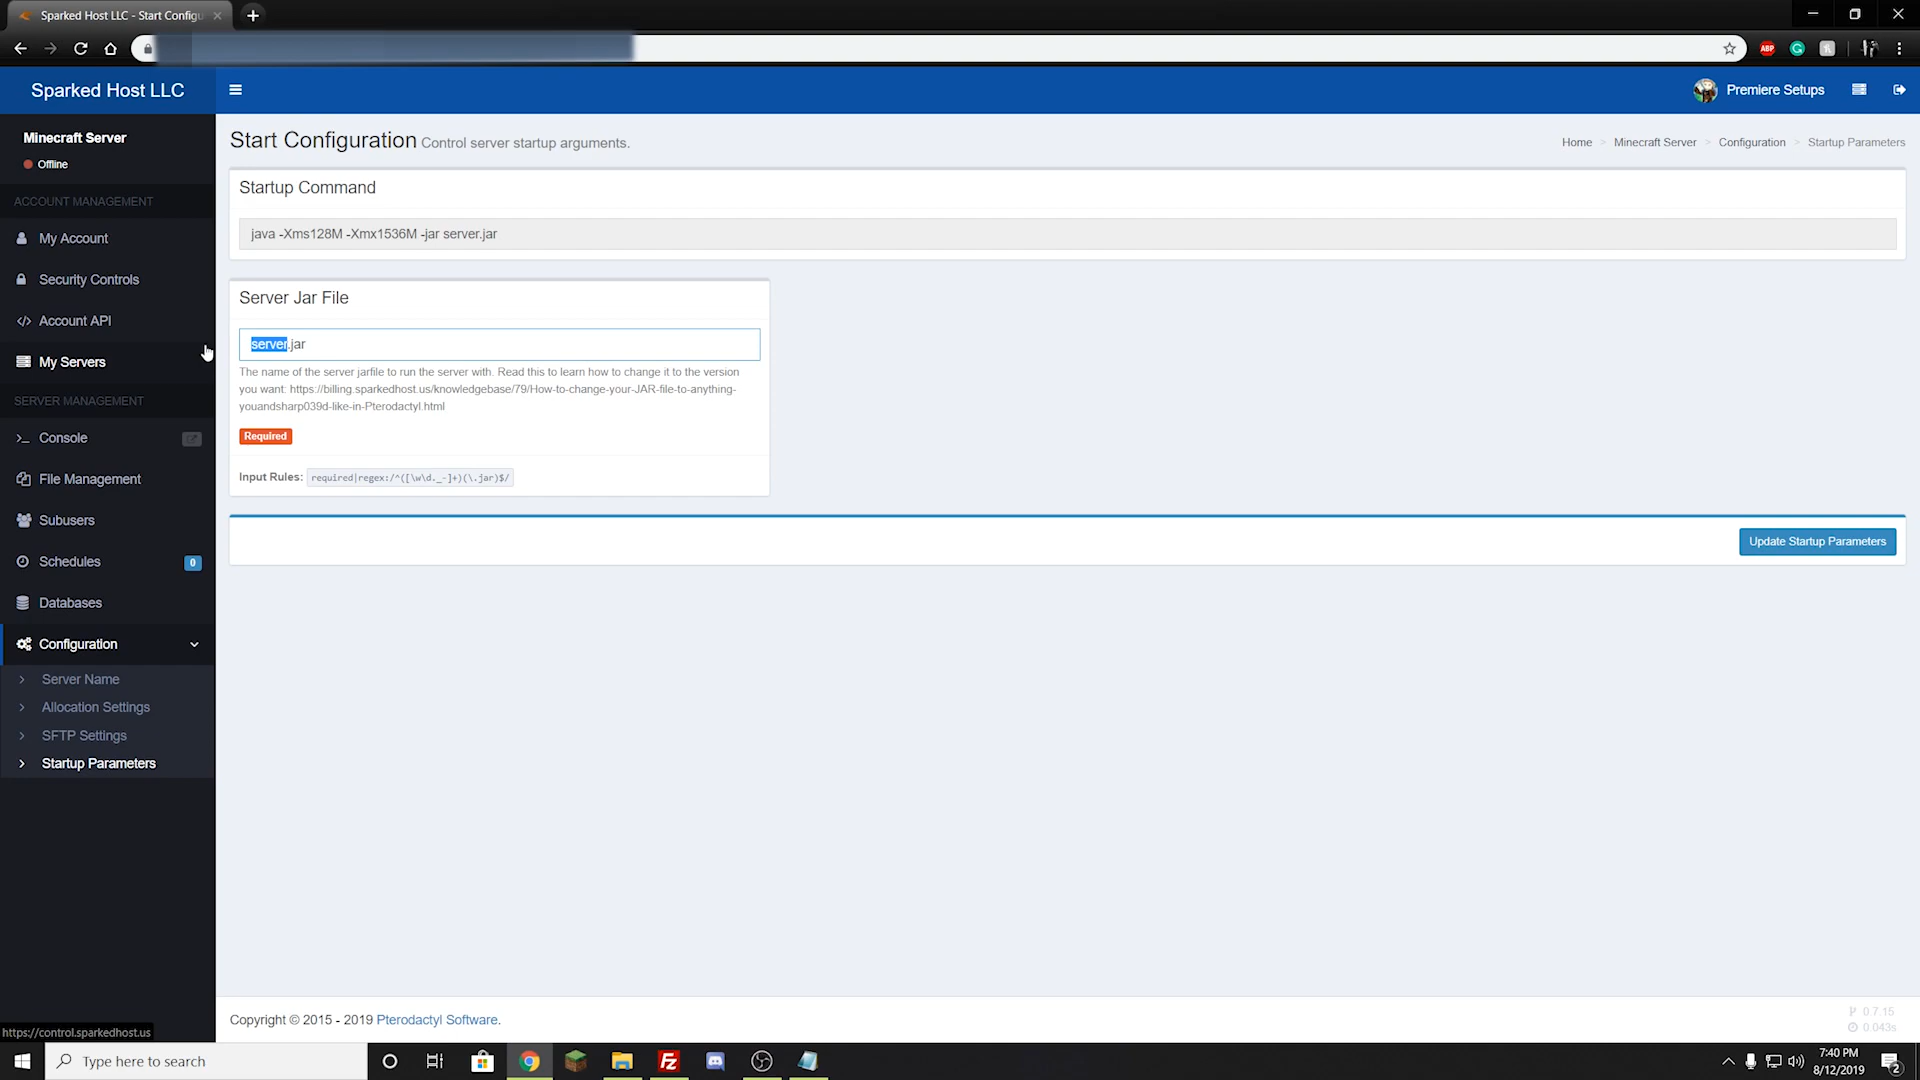 Sparked Host LLC - Start Configu
Sparked Host LLC
Premiere Setups
Minecraft Server
Offline
ACCOUNT MANAGEMENT
My Account
Security Controls
Account API
My Servers
SERVER MANAGEMENT
Console
File Management
Subusers
Schedules
0
Databases
Configuration
Server Name
Allocation Settings
SFTP Settings
Startup Parameters
Start Configuration Control server startup arguments.
Home > Minecraft Server > Configuration > Startup Parameters
Startup Command
java -Xms128M -Xmx1536M -jar server.jar
Server Jar File
server.jar
The name of the server jarfile to run the server with. Read this to learn how to change it to the version
you want: https://billing.sparkedhost.us/knowledgebase/79/How-to-change-your-JAR-file-to-anything-
youandsharp039d-like-in-Pterodactyl.html
Required
Input Rules: required|regex:/^([\w\d._-]+)(\.jar)$/
Update Startup Parameters
Copyright © 2015 - 2019 Pterodactyl Software.
0.7.15
0.043s
https://control.sparkedhost.us
Type here to search
7:40 PM
8/12/2019
2
ABP